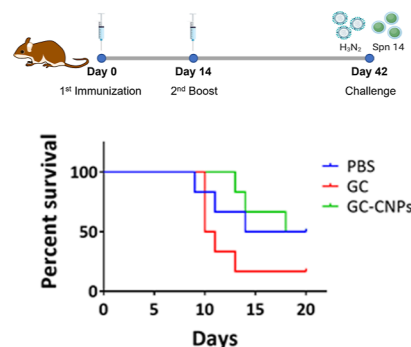 H₃N₂ Spn 14
Day 0 Day 14 Day 42
1st Immunization 2nd Boost Challenge
Percent survival
100
50
0
0 5 10 15 20
Days
PBS
GC
GC-CNPs